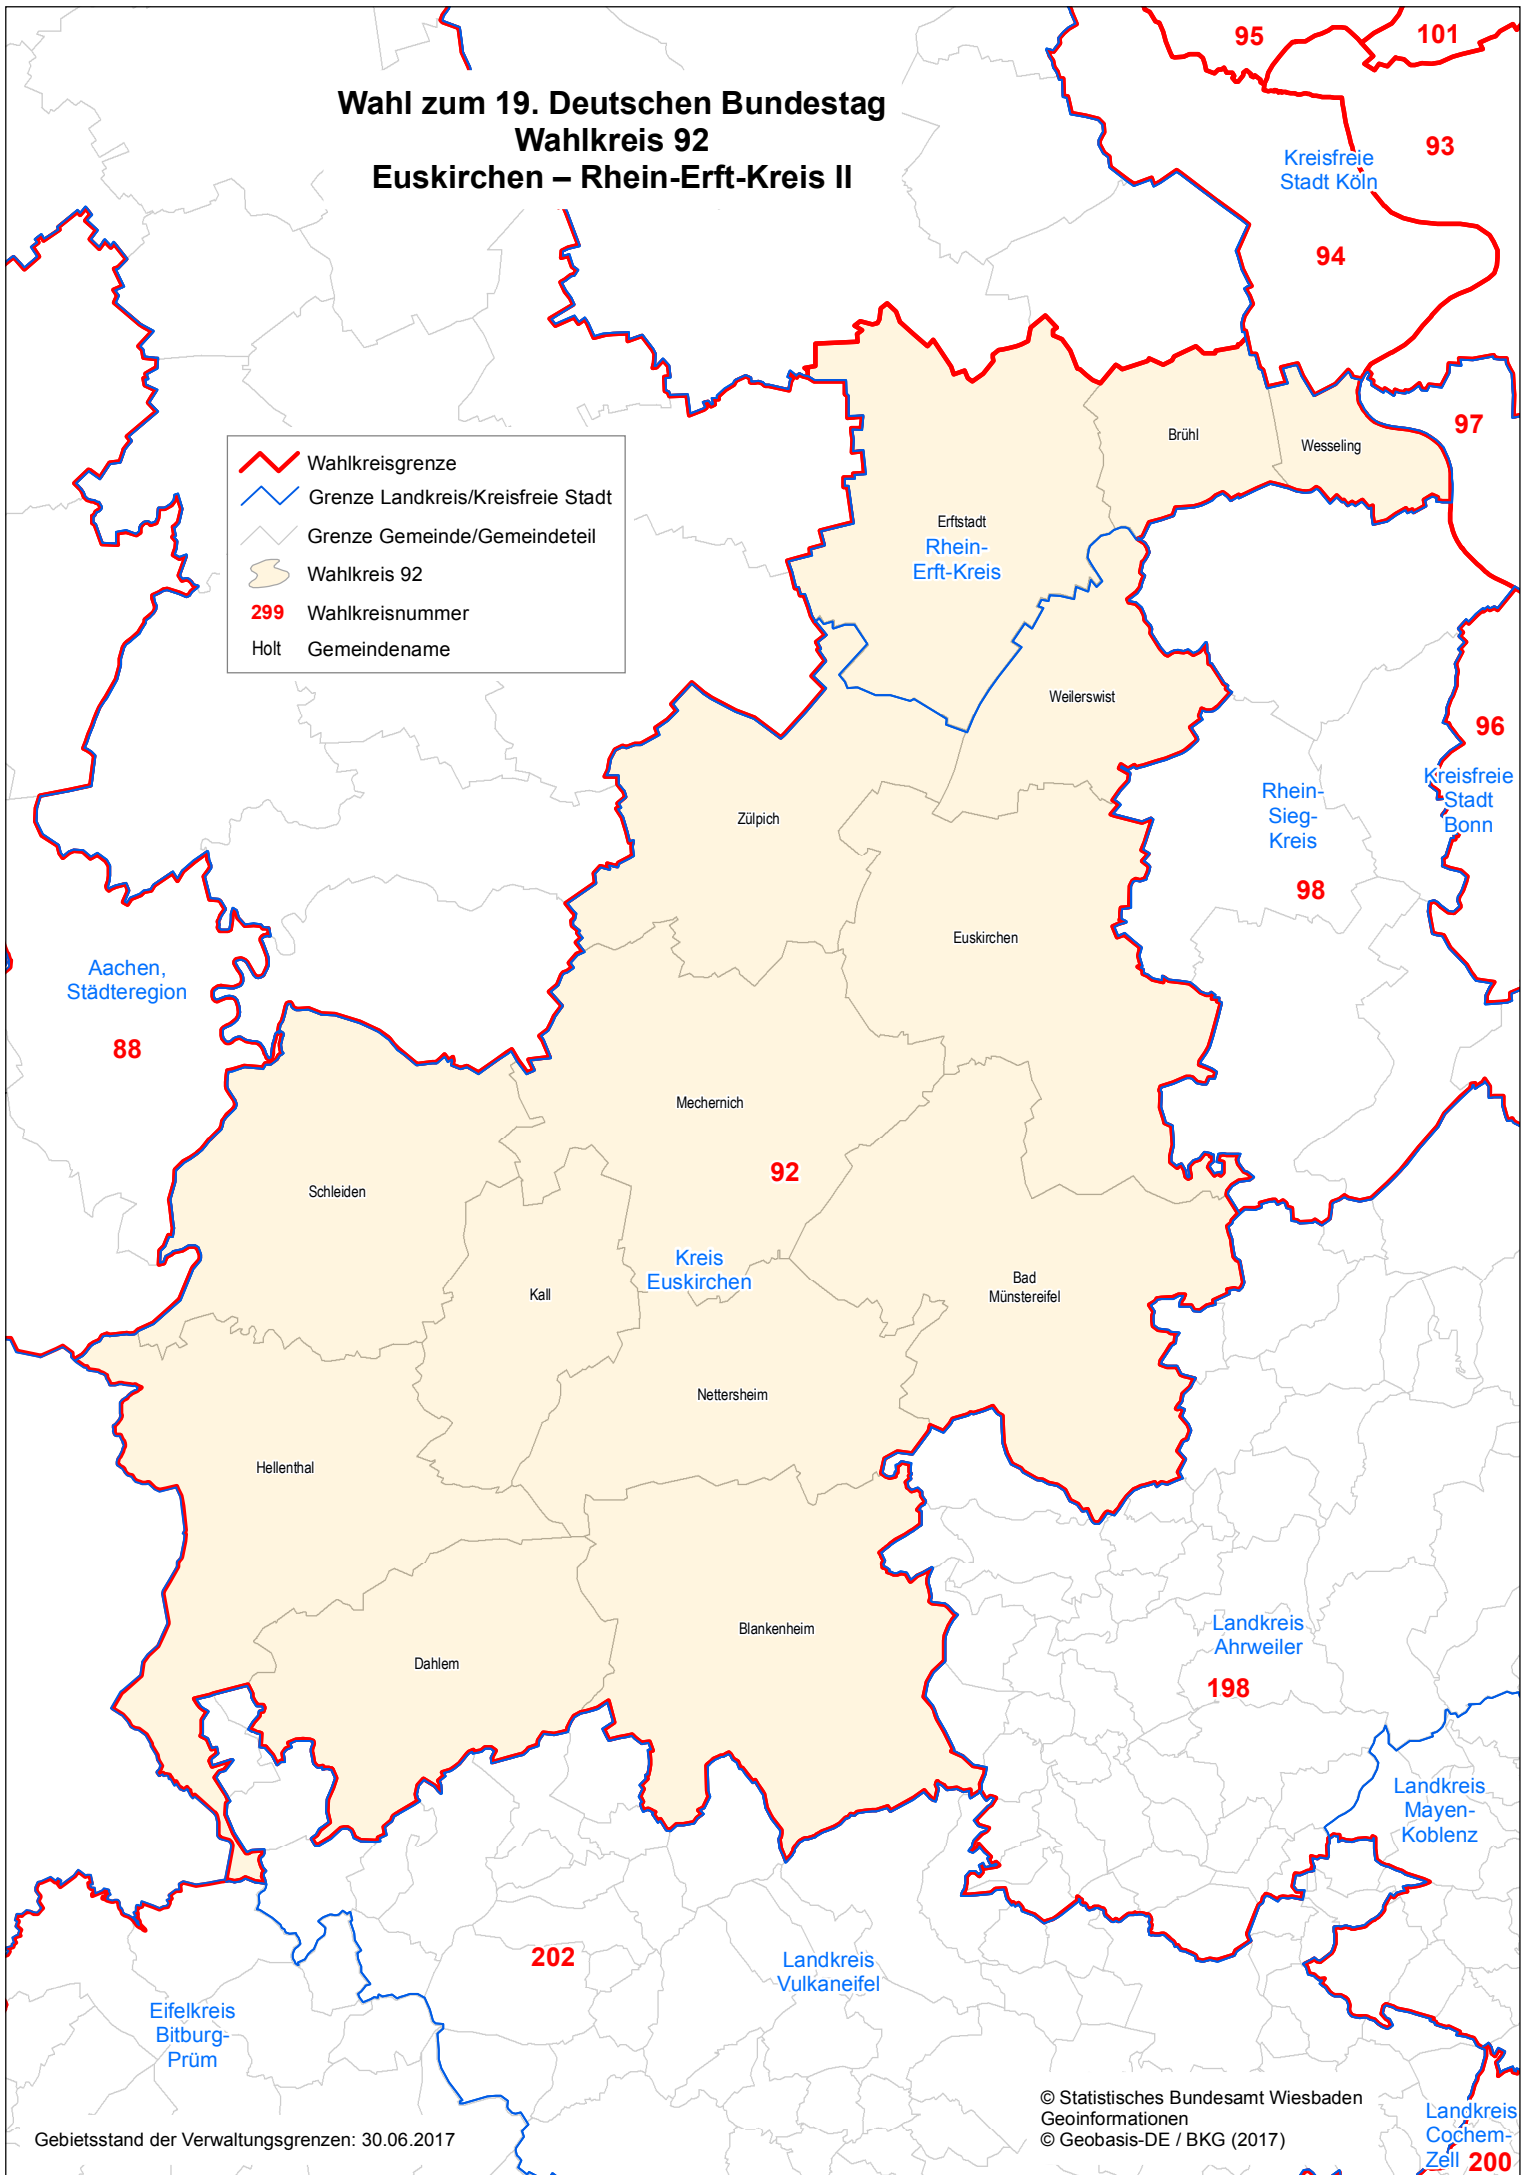 Wahl zum 19. Deutschen Bundestag
Wahlkreis 92
Euskirchen – Rhein-Erft-Kreis II
95
101
93
Kreisfreie
Stadt Köln
94
97
Wahlkreisgrenze
Grenze Landkreis/Kreisfreie Stadt
Grenze Gemeinde/Gemeindeteil
Wahlkreis 92
299 Wahlkreisnummer
Holt Gemeindename
Brühl
Wesseling
Erftstadt
Rhein-
Erft-Kreis
Weilerswist
96
Kreisfreie
Stadt
Bonn
Rhein-
Sieg-
Kreis
98
Zülpich
Euskirchen
Aachen,
Städteregion
88
Mechernich
92
Schleiden
Kreis
Euskirchen
Kall
Bad
Münstereifel
Nettersheim
Hellenthal
Blankenheim
Dahlem
Landkreis
Ahrweiler
198
Landkreis
Mayen-
Koblenz
202
Landkreis
Vulkaneifel
Eifelkreis
Bitburg-
Prüm
Landkreis
Cochem-
Zell 200
Gebietsstand der Verwaltungsgrenzen: 30.06.2017
© Statistisches Bundesamt Wiesbaden
Geoinformationen
© Geobasis-DE / BKG (2017)